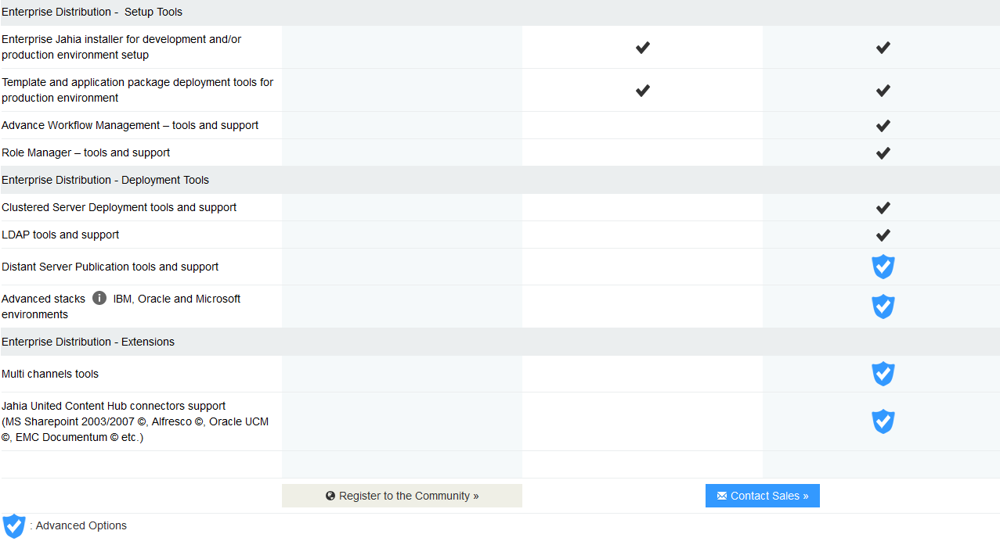 Enterprise Distribution -  Setup Tools
Enterprise Jahia installer for development and/or
production environment setup
Template and application package deployment tools for
production environment
Advance Workflow Management – tools and support
Role Manager – tools and support
Enterprise Distribution - Deployment Tools
Clustered Server Deployment tools and support
LDAP tools and support
Distant Server Publication tools and support
Advanced stacks i IBM, Oracle and Microsoft
environments
Enterprise Distribution - Extensions
Multi channels tools
Jahia United Content Hub connectors support
(MS Sharepoint 2003/2007 ©, Alfresco ©, Oracle UCM
©, EMC Documentum © etc.)
Register to the Community »
Contact Sales »
: Advanced Options